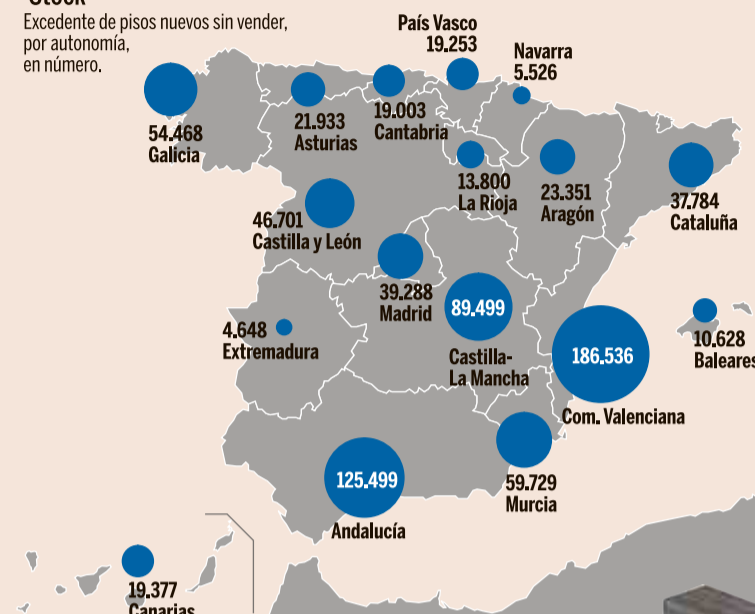 Stock
Excedente de pisos nuevos sin vender,
por autonomía,
en número.
País Vasco
19.253
Navarra
5.526
54.468
Galicia
21.933
Asturias
19.003
Cantabria
13.800
La Rioja
23.351
Aragón
37.784
Cataluña
46.701
Castilla y León
39.288
Madrid
89.499
Castilla-
La Mancha
4.648
Extremadura
186.536
Com. Valenciana
10.628
Baleares
125.499
Andalucía
59.729
Murcia
19.377
Canarias